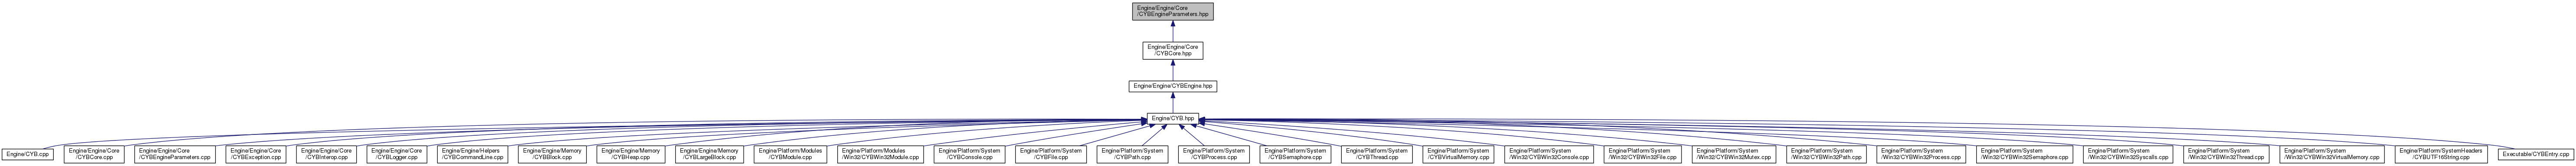 Engine/Engine/Core
/CYBEngineParameters.hpp
Engine/Engine/Core
/CYBCore.hpp
Engine/Engine/CYBEngine.hpp
Engine/CYB.hpp
Engine/CYB.cpp
Engine/Engine/Core
/CYBCore.cpp
Engine/Engine/Core
/CYBEngineParameters.cpp
Engine/Engine/Core
/CYBException.cpp
Engine/Engine/Core
/CYBInterop.cpp
Engine/Engine/Core
/CYBLogger.cpp
Engine/Engine/Helpers
/CYBCommandLine.cpp
Engine/Engine/Memory
/CYBBlock.cpp
Engine/Engine/Memory
/CYBHeap.cpp
Engine/Engine/Memory
/CYBLargeBlock.cpp
Engine/Platform/Modules
/CYBModule.cpp
Engine/Platform/Modules
/Win32/CYBWin32Module.cpp
Engine/Platform/System
/CYBConsole.cpp
Engine/Platform/System
/CYBFile.cpp
Engine/Platform/System
/CYBPath.cpp
Engine/Platform/System
/CYBProcess.cpp
Engine/Platform/System
/CYBSemaphore.cpp
Engine/Platform/System
/CYBThread.cpp
Engine/Platform/System
/CYBVirtualMemory.cpp
Engine/Platform/System
/Win32/CYBWin32Console.cpp
Engine/Platform/System
/Win32/CYBWin32File.cpp
Engine/Platform/System
/Win32/CYBWin32Mutex.cpp
Engine/Platform/System
/Win32/CYBWin32Path.cpp
Engine/Platform/System
/Win32/CYBWin32Process.cpp
Engine/Platform/System
/Win32/CYBWin32Semaphore.cpp
Engine/Platform/System
/Win32/CYBWin32Syscalls.cpp
Engine/Platform/System
/Win32/CYBWin32Thread.cpp
Engine/Platform/System
/Win32/CYBWin32VirtualMemory.cpp
Engine/Platform/SystemHeaders
/CYBUTF16String.cpp
Executable/CYBEntry.cpp